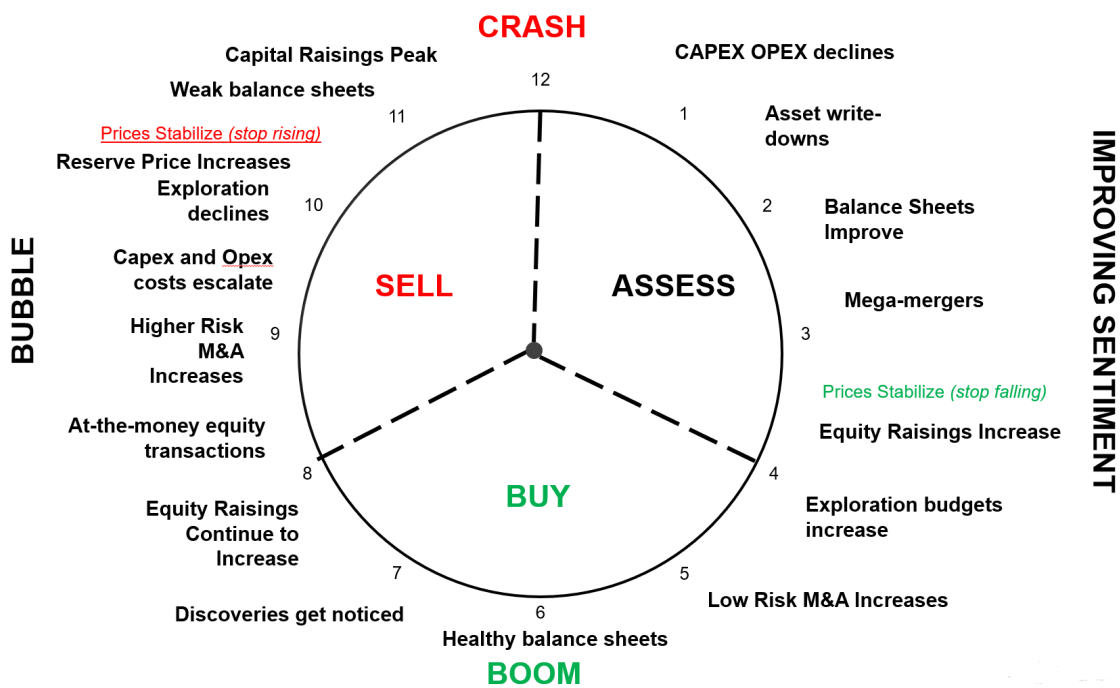 CRASH
Capital Raisings Peak
CAPEX OPEX declines
12
Weak balance sheets
11
1
Asset write-
downs
Prices Stabilize (stop rising)
Reserve Price Increases
Exploration
declines
10
2
Balance Sheets
Improve
BUBBLE
IMPROVING SENTIMENT
Capex and Opex
costs escalate
SELL
ASSESS
Mega-mergers
Higher Risk
M&A
Increases
9
3
Prices Stabilize (stop falling)
At-the-money equity
transactions
Equity Raisings Increase
8
4
BUY
Equity Raisings
Continue to
Increase
Exploration budgets
increase
7
5
Discoveries get noticed
Low Risk M&A Increases
6
Healthy balance sheets
BOOM